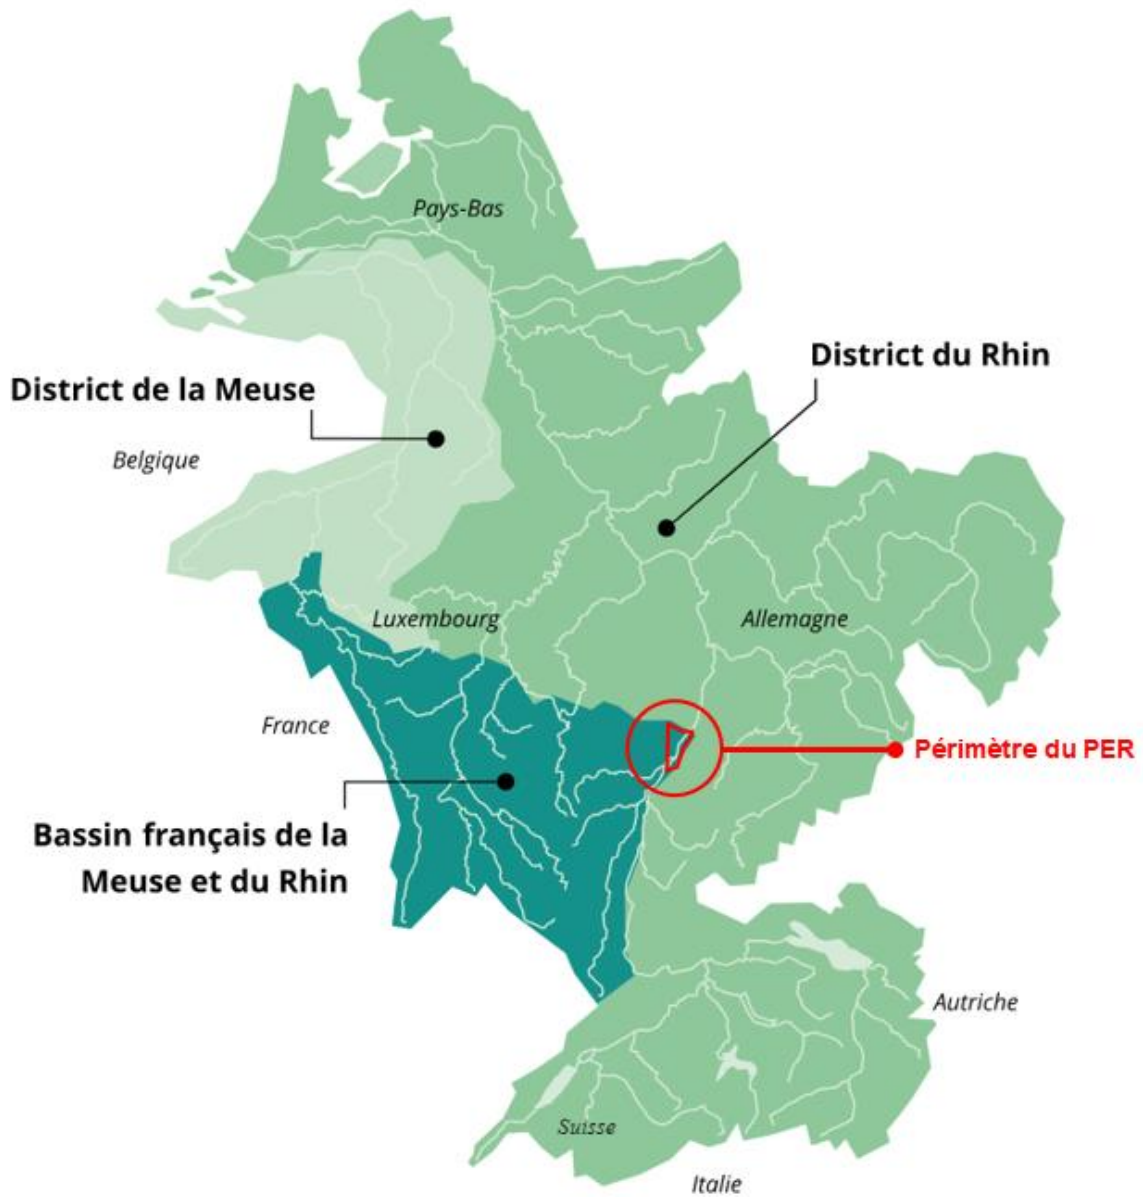 Pays-Bas
District du Rhin
District de la Meuse
Belgique
Luxembourg
Allemagne
France
Périmètre du PER
Bassin français de la
Meuse et du Rhin
Autriche
Suisse
Italie